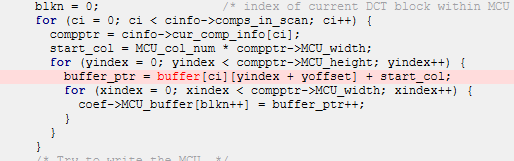 blkn = 0; /* index of current DCT block within MCU
for (ci = 0; ci < cinfo->comps_in_scan; ci++) {
compptr = cinfo->cur_comp_info[ci];
start_col = MCU_col_num * compptr->MCU_width;
for (yindex = 0; yindex < compptr->MCU_height; yindex++) {
buffer_ptr = buffer[ci][yindex + yoffset] + start_col;
for (xindex = 0; xindex < compptr->MCU_width; xindex++) {
coef->MCU_buffer[blkn++] = buffer_ptr++;
}
}
}
/* Try to write the MCU. */